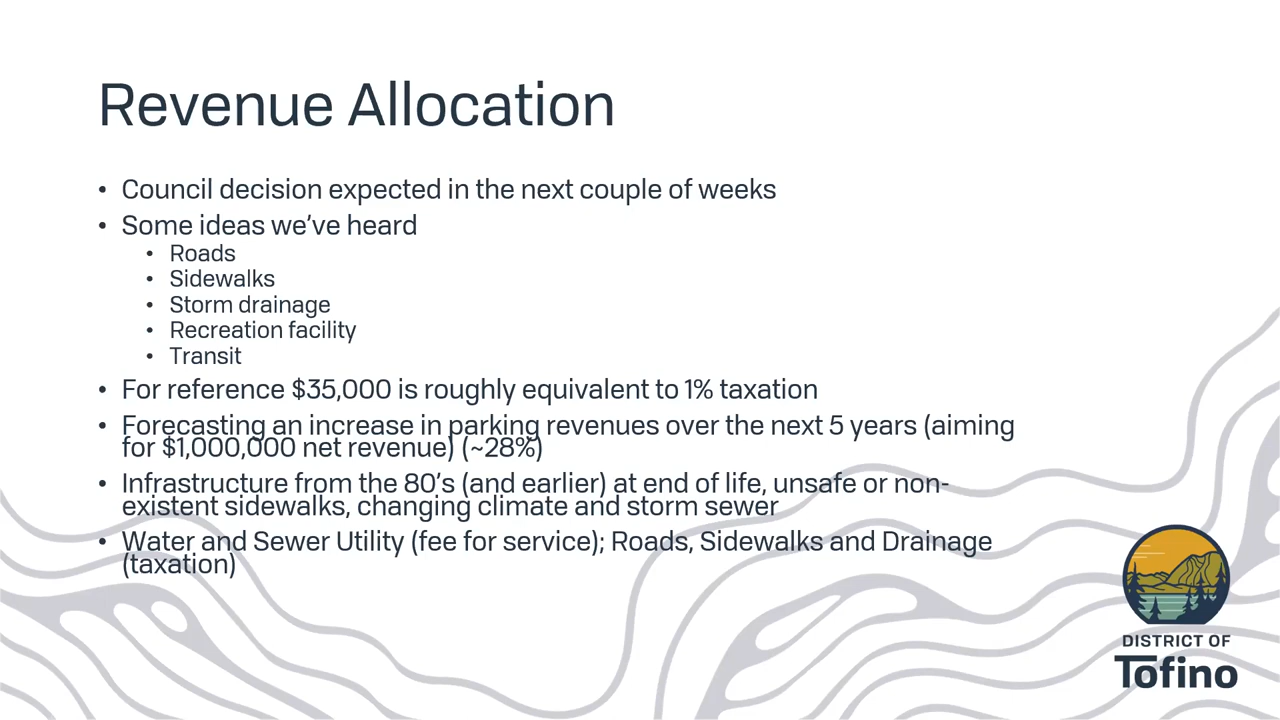 Revenue Allocation
• Council decision expected in the next couple of weeks
• Some ideas we’ve heard
• Roads
• Sidewalks
• Storm drainage
• Recreation facility
• Transit
• For reference $35,000 is roughly equivalent to 1% taxation
• Forecasting an increase in parking revenues over the next 5 years (aiming
for $1,000,000 net revenue) (~28%)
• Infrastructure from the 80’s (and earlier) at end of life, unsafe or non-
existent sidewalks, changing climate and storm sewer
• Water and Sewer Utility (fee for service); Roads, Sidewalks and Drainage
(taxation)
DISTRICT OF
Tofino